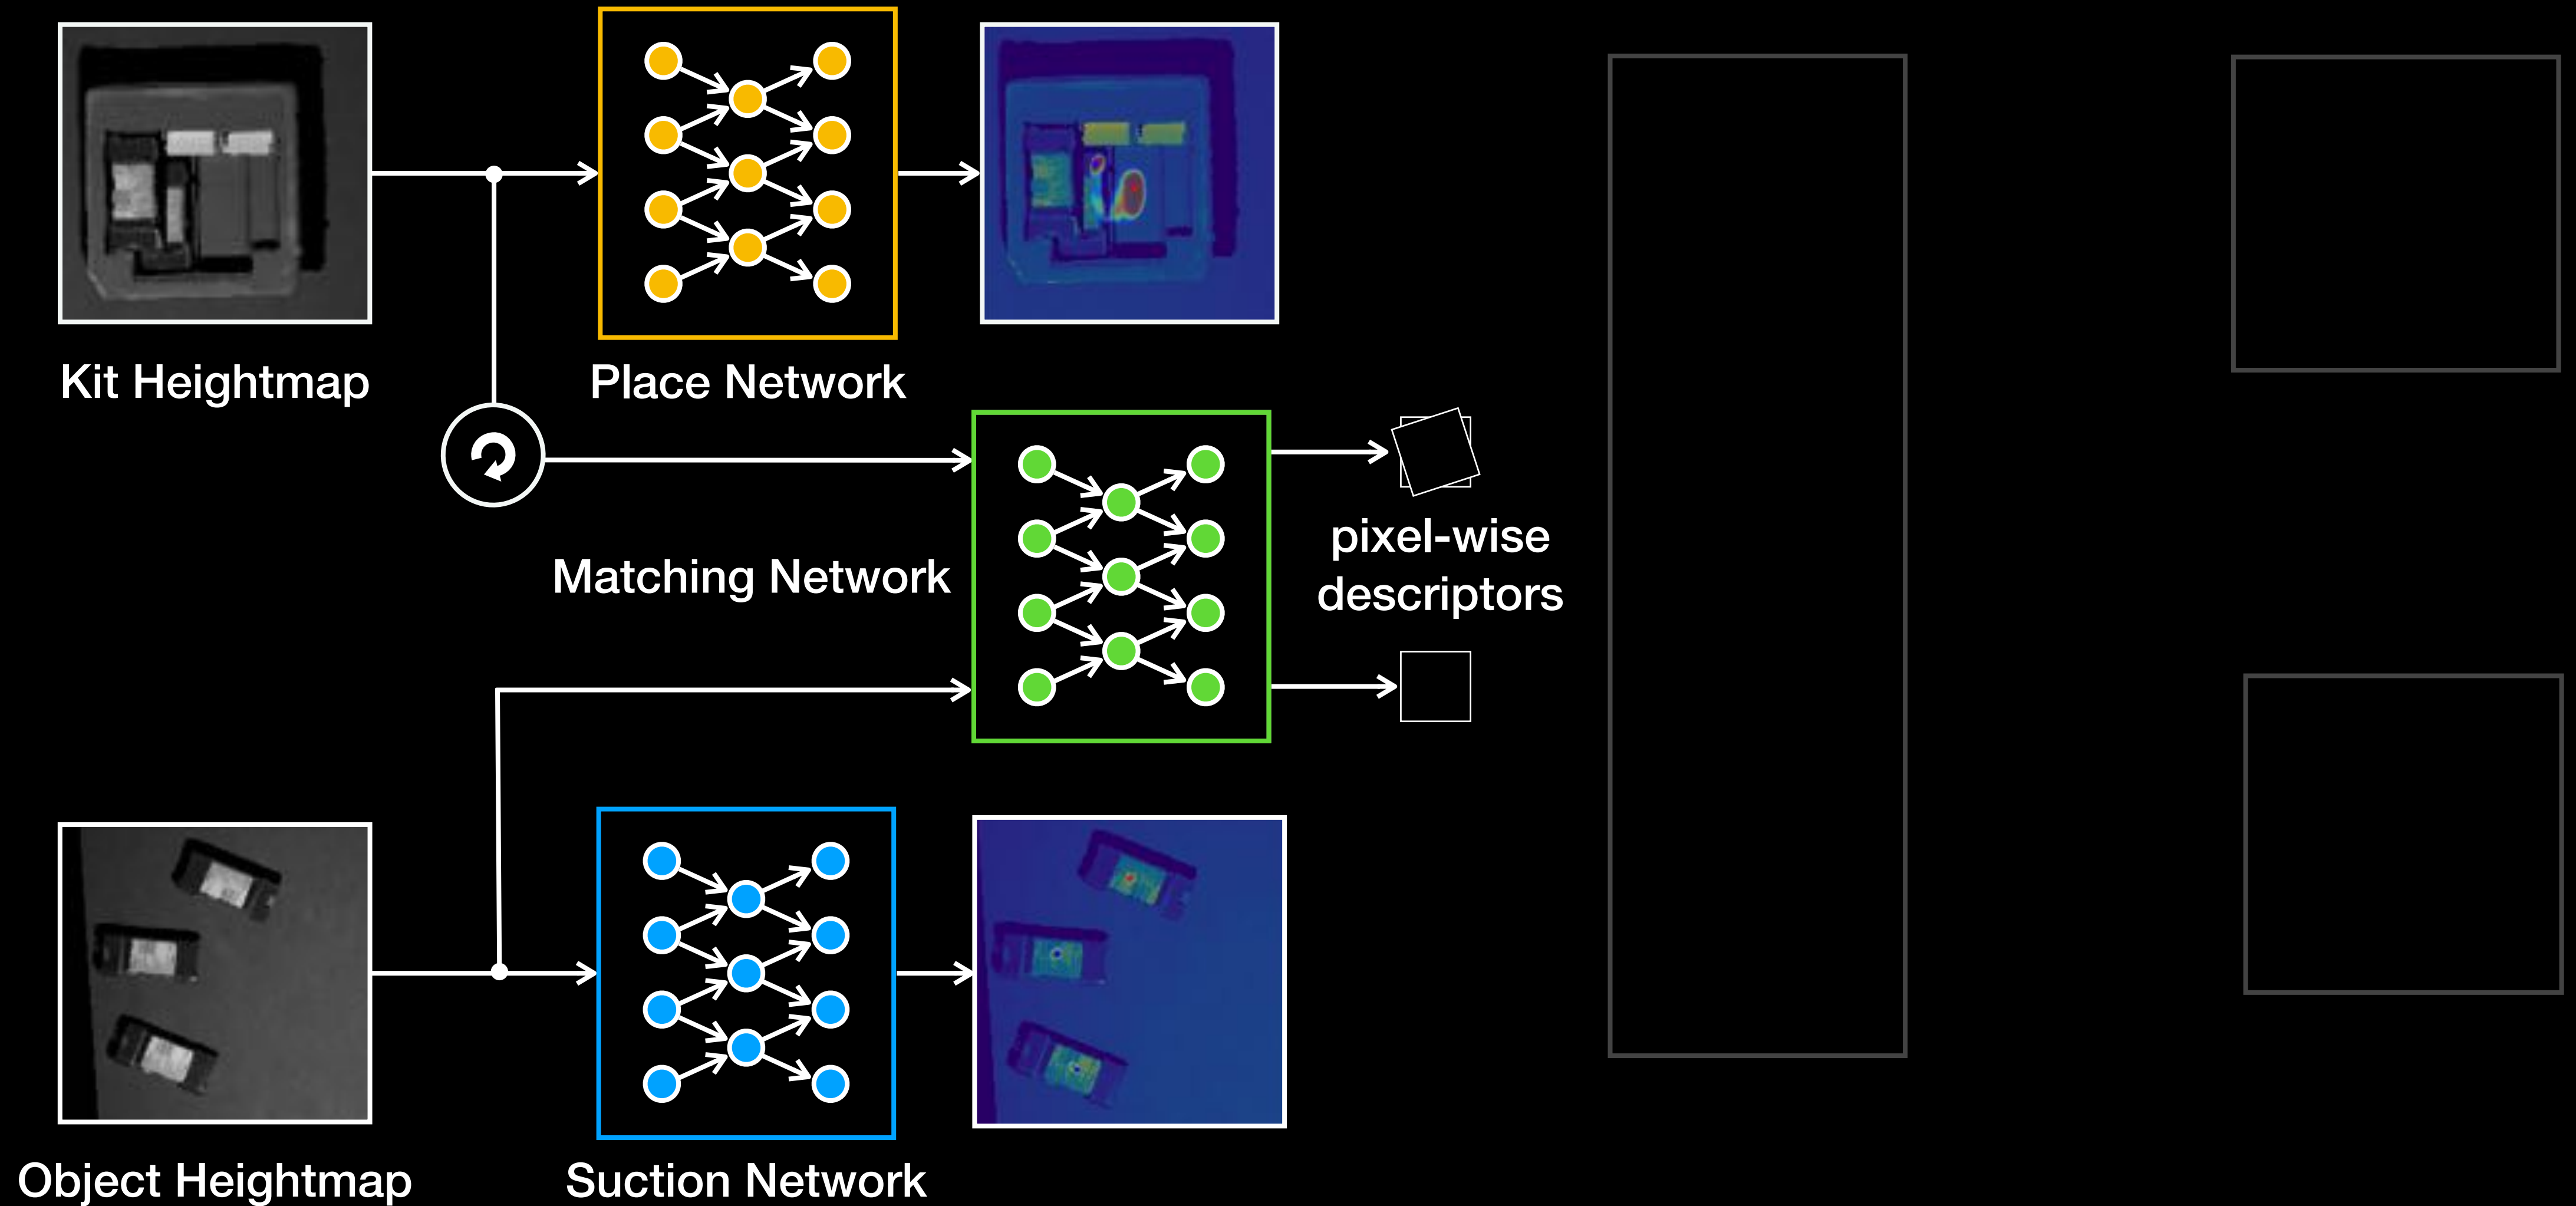 Kit Heightmap
Place Network
Matching Network
pixel-wise
descriptors
Object Heightmap
Suction Network